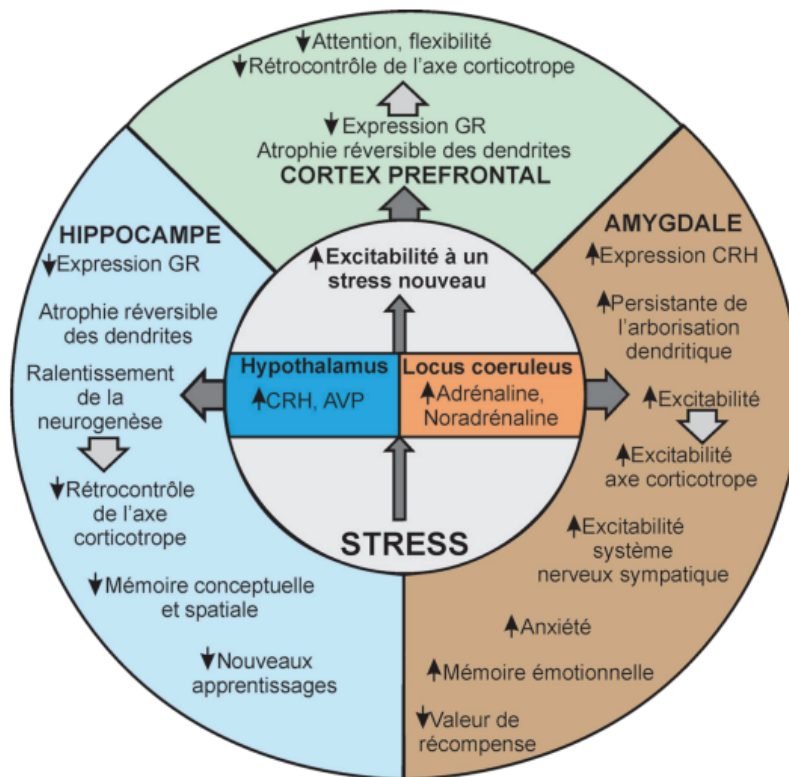 ↓Attention, flexibilité
↓Rétrocontrôle de l'axe corticotrope
↓Expression GR
Atrophie réversible des dendrites
CORTEX PREFRONTAL
HIPPOCAMPE
↓Expression GR
Atrophie réversible
des dendrites
Ralentissement
de la
neurogenèse
↓Rétrocontrôle
de l'axe
corticotrope
↓Mémoire conceptuelle
et spatiale
↓Nouveaux
apprentissages
↑Excitabilité à un
stress nouveau
Hypothalamus
↑CRH, AVP
Locus coeruleus
↑Adrénaline,
Noradrénaline
STRESS
AMYGDALE
↑Expression CRH
↑Persistante de
l'arborisation
dendritique
↑Excitabilité
↑Excitabilité
axe corticotrope
↑Excitabilité
système
nerveux sympatique
↑Anxiété
↑Mémoire émotionnelle
↓Valeur de
récompense